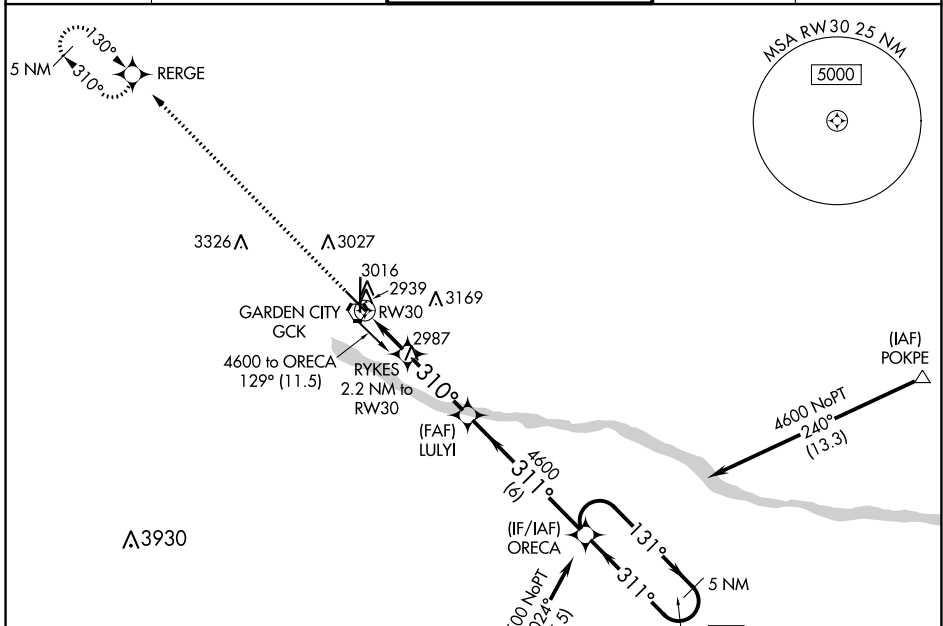 MSA RW30 25 NM
5000
130°
310°
5 NM
RERGE
3326
3027
3016
2939
3169
GARDEN CITY
GCK
RW30
2987
4600 to ORECA
129° (11.5)
RYKES
2.2 NM to
RW30
310°
(IAF)
POKPE
4600 NoPT
240°
(13.3)
(FAF)
LULYI
4600
311°
(6)
3930
(IF/IAF)
ORECA
131°
311°
5 NM
NoPT